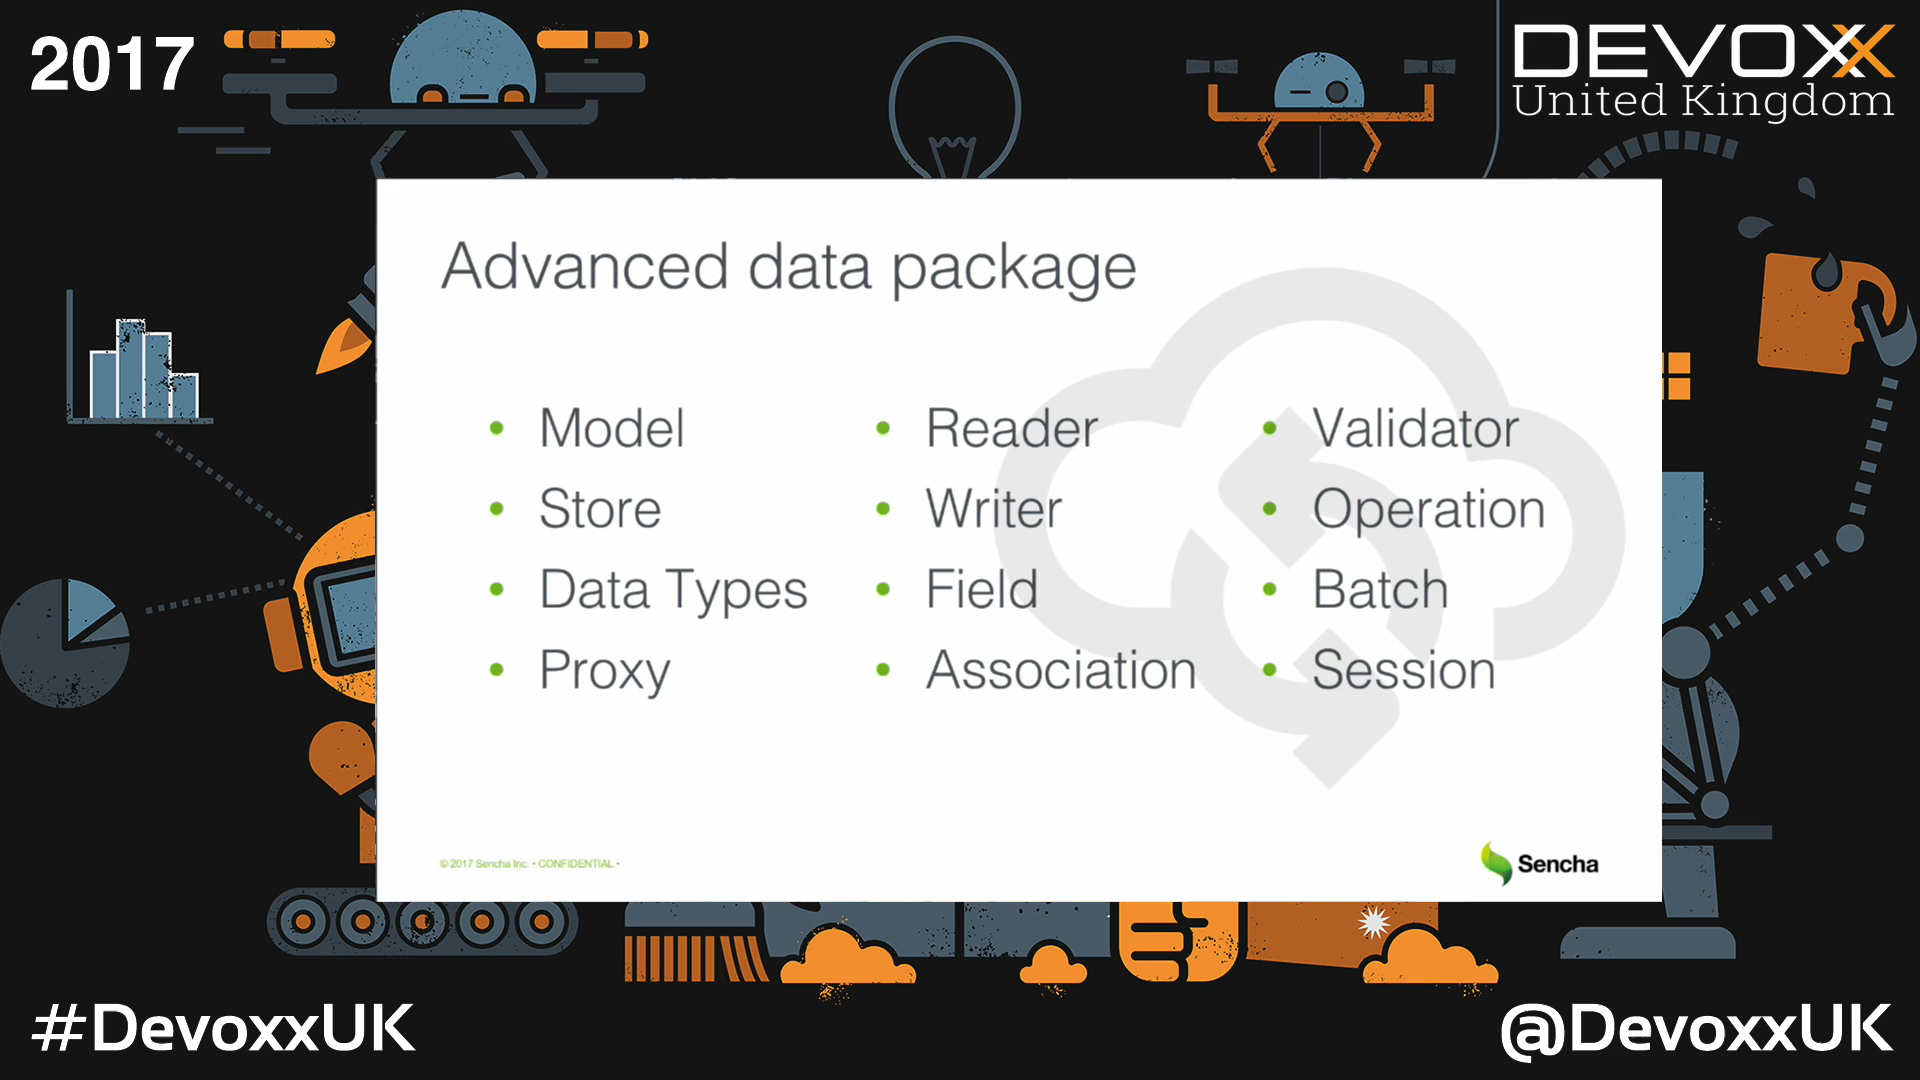 2017
DEVOXX
United Kingdom
Advanced data package
• Model
• Store
• Data Types
• Proxy
• Reader
• Writer
• Field
• Association
• Validator
• Operation
• Batch
• Session
© 2017 Sencha Inc. • CONFIDENTIAL •
Sencha
#DevoxxUK
@DevoxxUK